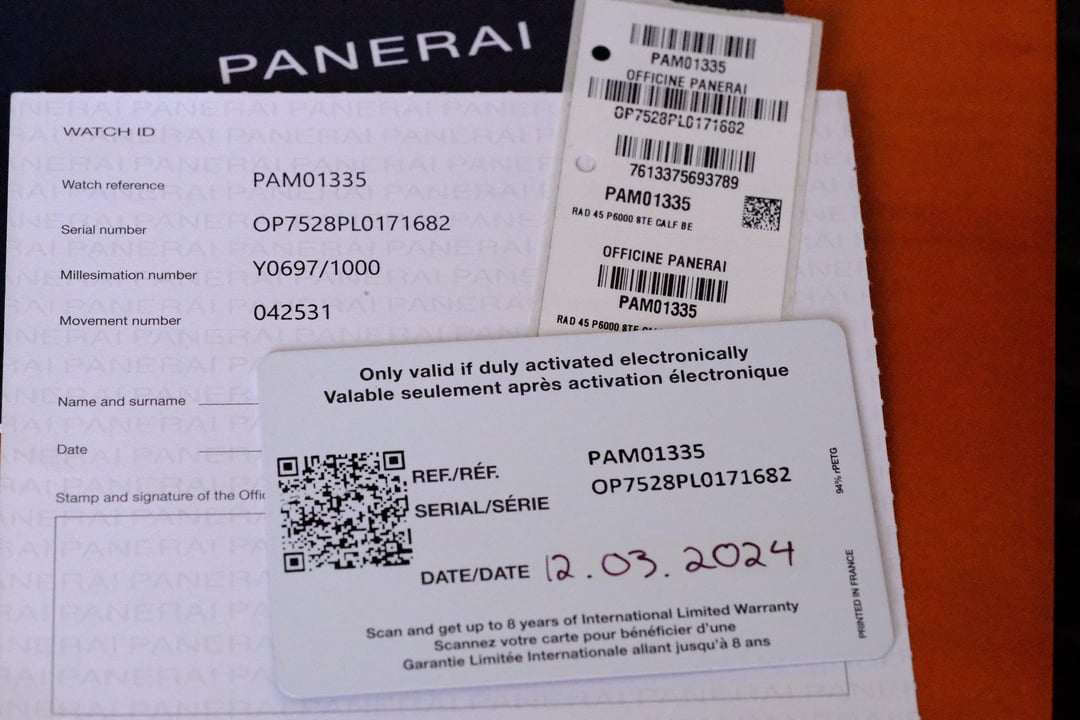 PANERAI
WATCH ID
Watch reference PAM01335
Serial number OP7528PL0171682
Millesimation number Y0697/1000
Movement number 042531
Name and surname
Date
Stamp and signature of the
PAM01335
OFFICINE PANERAI
OP7528PL0171682
7613375693789
PAM01335
RAD 45 P6000 STE CALF BE
OFFICINE PANERAI
PAM01335
RAD 45 P6000 STE
Only valid if duly activated electronically
Valable seulement après activation électronique
REF./RÉF. PAM01335
SERIAL/SÉRIE OP7528PL0171682
DATE/DATE 12.03.2024
Scan and get up to 8 years of International Limited Warranty
Scannez votre carte pour bénéficier d'une
Garantie Limitée Internationale allant jusqu'à 8 ans
94% rPETG
PRINTED IN FRANCE